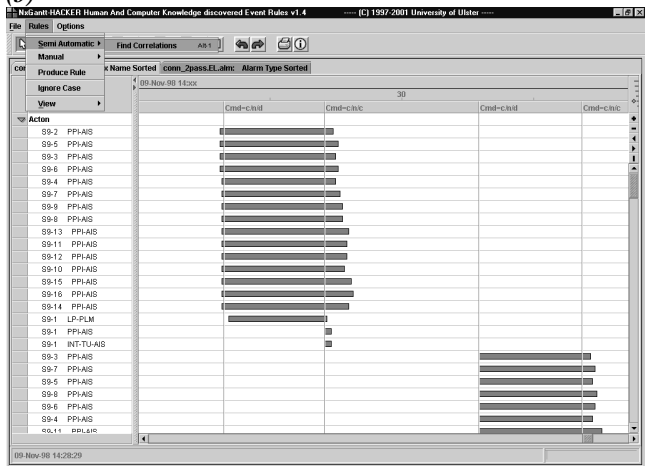 (b)
NxGantt-HACKER Human And Computer Knowledge discovered Event Rules v1.4 ----- (C) 1997-2001 University of Ulster -----
File Rules Options
Semi Automatic Find Correlations Alt-1
Manual
Produce Rule
Ignore Case
View
x Name Sorted conn_2pass.EL.alm: Alarm Type Sorted
09-Nov-98 14:xx
30
Cmd=c/n/d Cmd=c/n/c Cmd=c/n/d Cmd=c/n/c
Acton
S9-2 PPI-AIS
S9-5 PPI-AIS
S9-3 PPI-AIS
S9-6 PPI-AIS
S9-4 PPI-AIS
S9-7 PPI-AIS
S9-9 PPI-AIS
S9-8 PPI-AIS
S9-13 PPI-AIS
S9-11 PPI-AIS
S9-12 PPI-AIS
S9-10 PPI-AIS
S9-15 PPI-AIS
S9-16 PPI-AIS
S9-14 PPI-AIS
S9-1 LP-PLM
S9-1 PPI-AIS
S9-1 INT-TU-AIS
S9-3 PPI-AIS
S9-7 PPI-AIS
S9-5 PPI-AIS
S9-8 PPI-AIS
S9-6 PPI-AIS
S9-4 PPI-AIS
S9-11 PPI-AIS
09-Nov-98 14:28:29